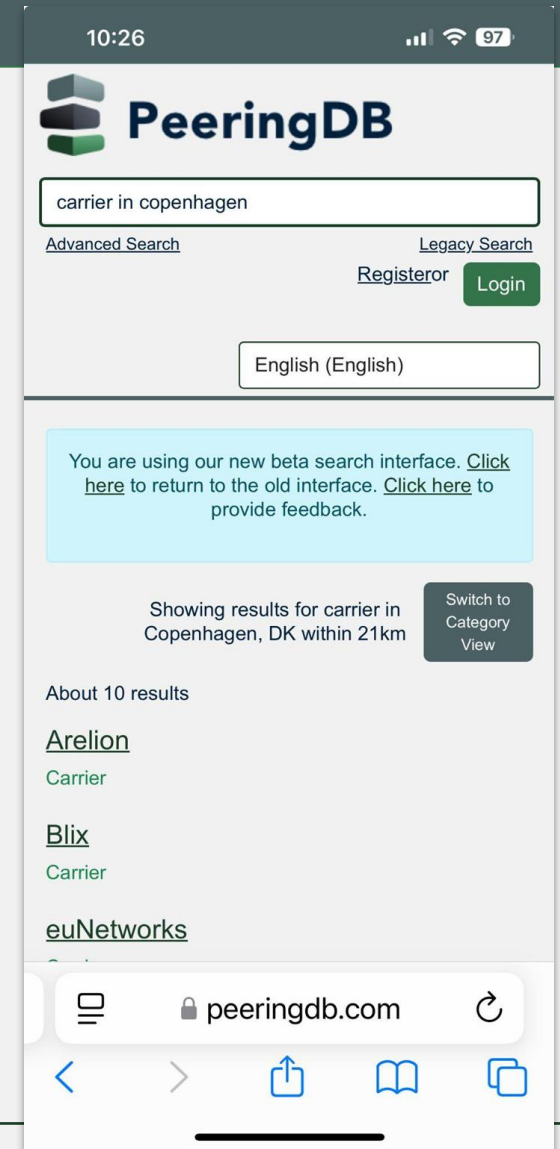 10:26
97
PeeringDB
carrier in copenhagen
Advanced Search
Legacy Search
Registeror
Login
English (English)
You are using our new beta search interface. Click
here to return to the old interface. Click here to
provide feedback.
Showing results for carrier in
Copenhagen, DK within 21km
Switch to
Category
View
About 10 results
Arelion
Carrier
Blix
Carrier
euNetworks
peeringdb.com